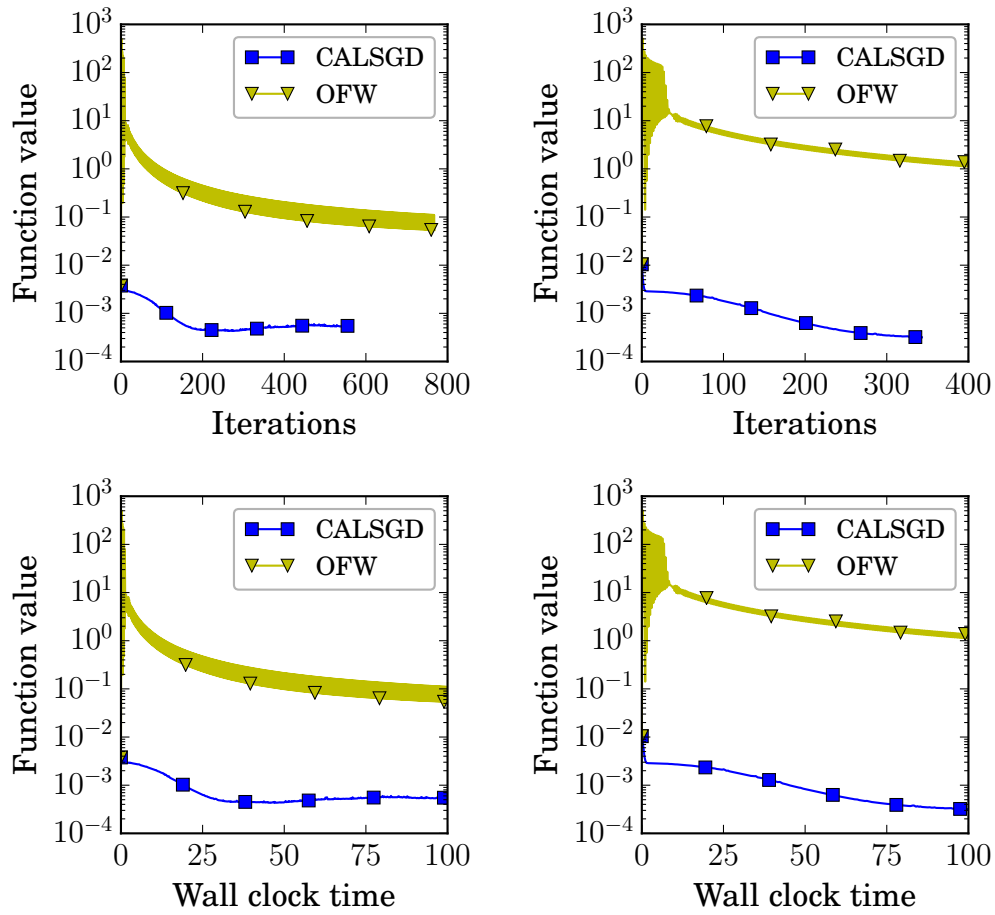 10^3
10^2
10^1
10^0
10^-1
10^-2
10^-3
10^-4
Function value
CALSGD
OFW
0 200 400 600 800
Iterations
10^3
10^2
10^1
10^0
10^-1
10^-2
10^-3
10^-4
Function value
CALSGD
OFW
0 100 200 300 400
Iterations
10^3
10^2
10^1
10^0
10^-1
10^-2
10^-3
10^-4
Function value
CALSGD
OFW
0 25 50 75 100
Wall clock time
10^3
10^2
10^1
10^0
10^-1
10^-2
10^-3
10^-4
Function value
CALSGD
OFW
0 25 50 75 100
Wall clock time